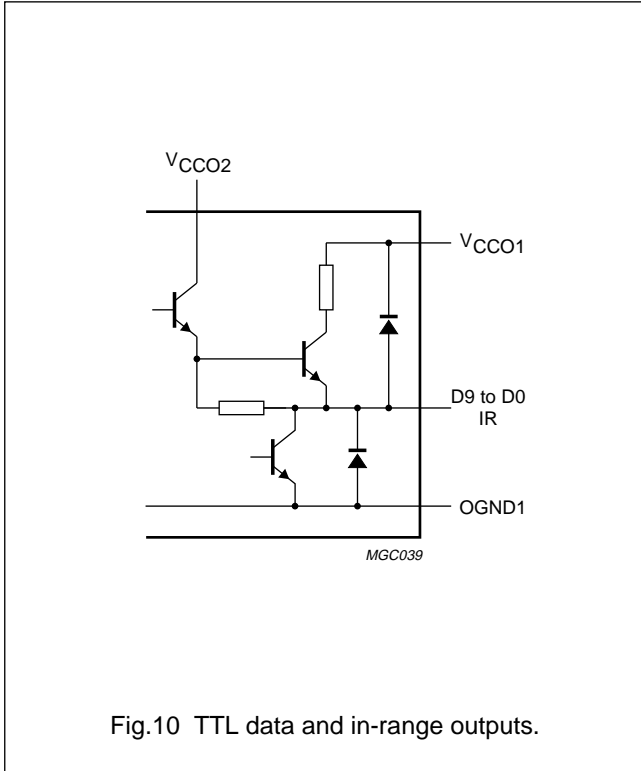 VCCO2
VCCO1
D9 to D0
IR
OGND1
MGC039
Fig.10 TTL data and in-range outputs.